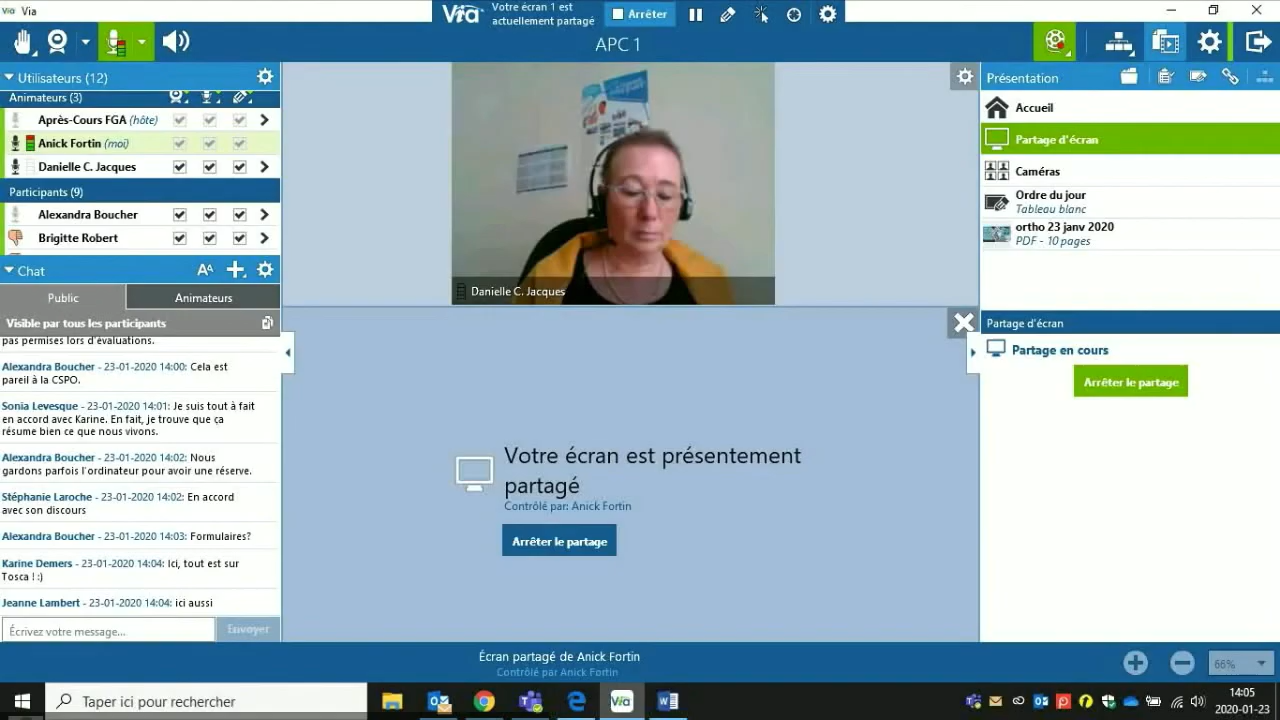 Via
Via
Votre écran 1 est
actuellement partagé
Arrêter
APC 1
Utilisateurs (12)
Animateurs (3)
Après-Cours FGA (hôte)
Anick Fortin (moi)
Danielle C. Jacques
Participants (9)
Alexandra Boucher
Brigitte Robert
Chat
AA
Public
Animateurs
Visible par tous les participants
pas permises lors d'évaluations.
Alexandra Boucher - 23-01-2020 14:00: Cela est
pareil à la CSPO.
Sonia Levesque - 23-01-2020 14:01: Je suis tout à fait
en accord avec Karine. En fait, je trouve que ça
résume bien ce que nous vivons.
Alexandra Boucher - 23-01-2020 14:02: Nous
gardons parfois l'ordinateur pour avoir une réserve.
Stéphanie Laroche - 23-01-2020 14:02: En accord
avec son discours
Alexandra Boucher - 23-01-2020 14:03: Formulaires?
Karine Demers - 23-01-2020 14:04: Ici, tout est sur
Tosca ! :)
Jeanne Lambert - 23-01-2020 14:04: ici aussi
Écrivez votre message...
Envoyer
Danielle C. Jacques
Votre écran est présentement
partagé
Contrôlé par: Anick Fortin
Arrêter le partage
Présentation
Accueil
Partage d'écran
Caméras
Ordre du jour
Tableau blanc
ortho 23 janv 2020
PDF - 10 pages
Partage d'écran
Partage en cours
Arrêter le partage
Écran partagé de Anick Fortin
Contrôlé par Anick Fortin
66%
Taper ici pour rechercher
Via
14:05
2020-01-23